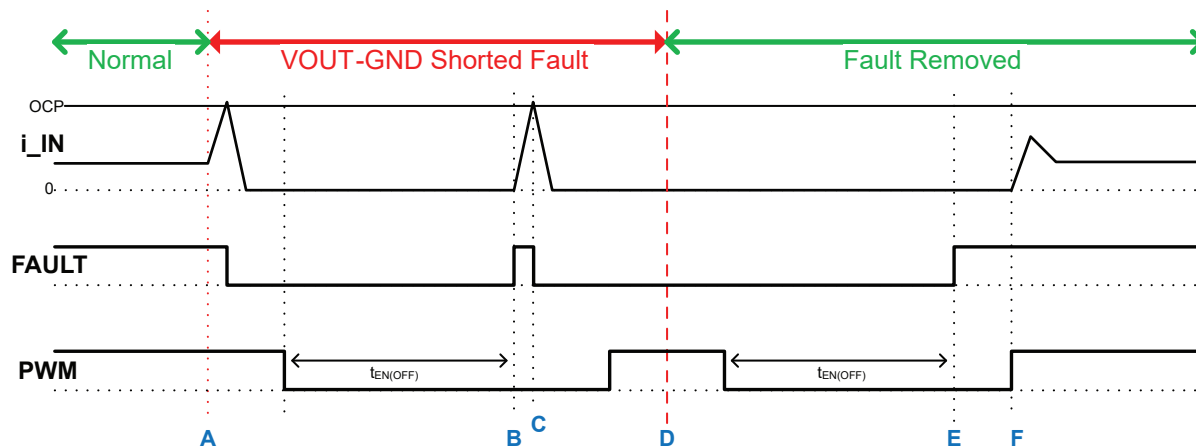 Normal
VOUT-GND Shorted Fault
Fault Removed
OCP
i_IN
0
FAULT
PWM
tEN(OFF)
tEN(OFF)
A
B
C
D
E
F